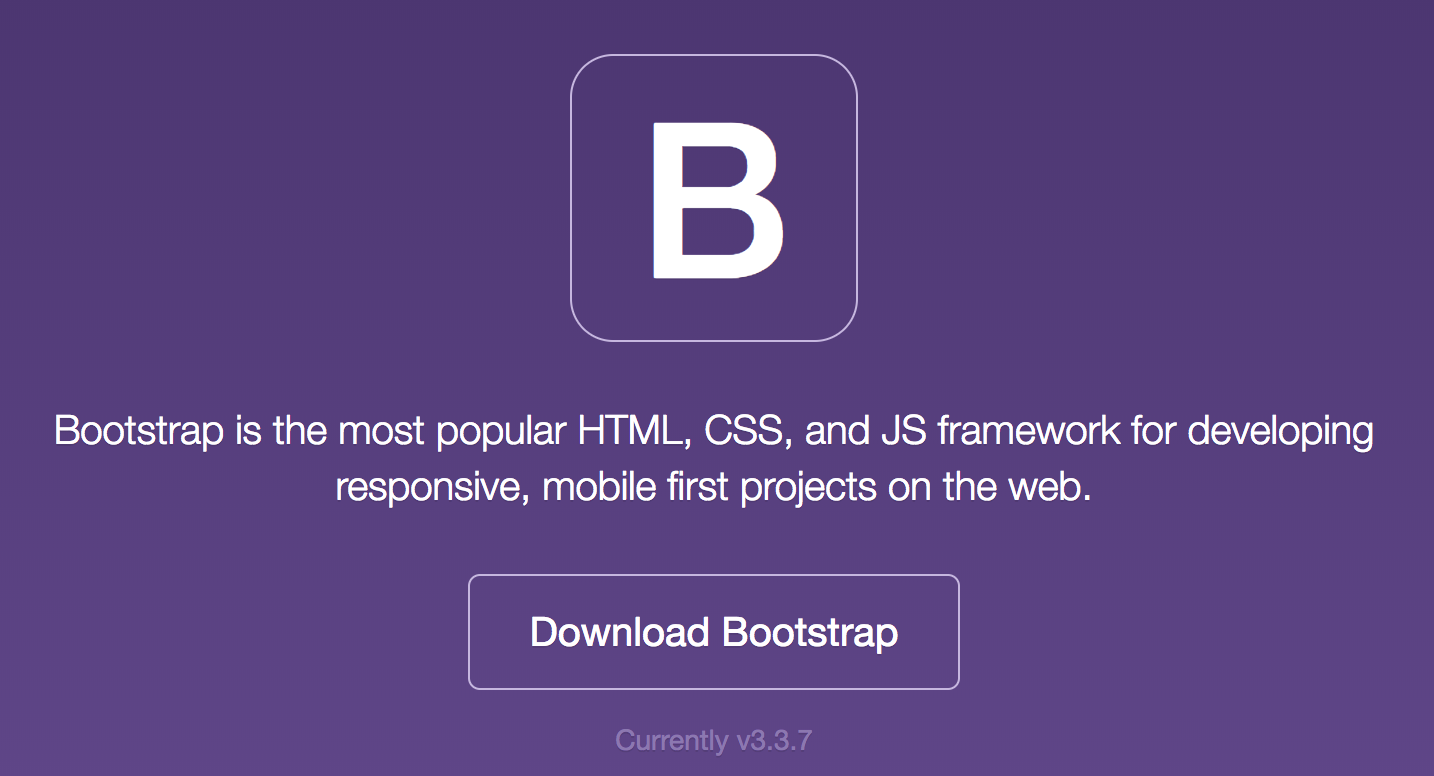 B
Bootstrap is the most popular HTML, CSS, and JS framework for developing
responsive, mobile first projects on the web.
Download Bootstrap
Currently v3.3.7